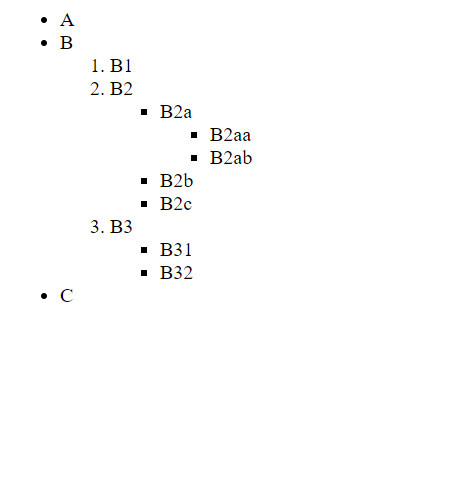 • A
• B
1. B1
2. B2
▪ B2a
▪ B2aa
▪ B2ab
▪ B2b
▪ B2c
3. B3
▪ B31
▪ B32
• C